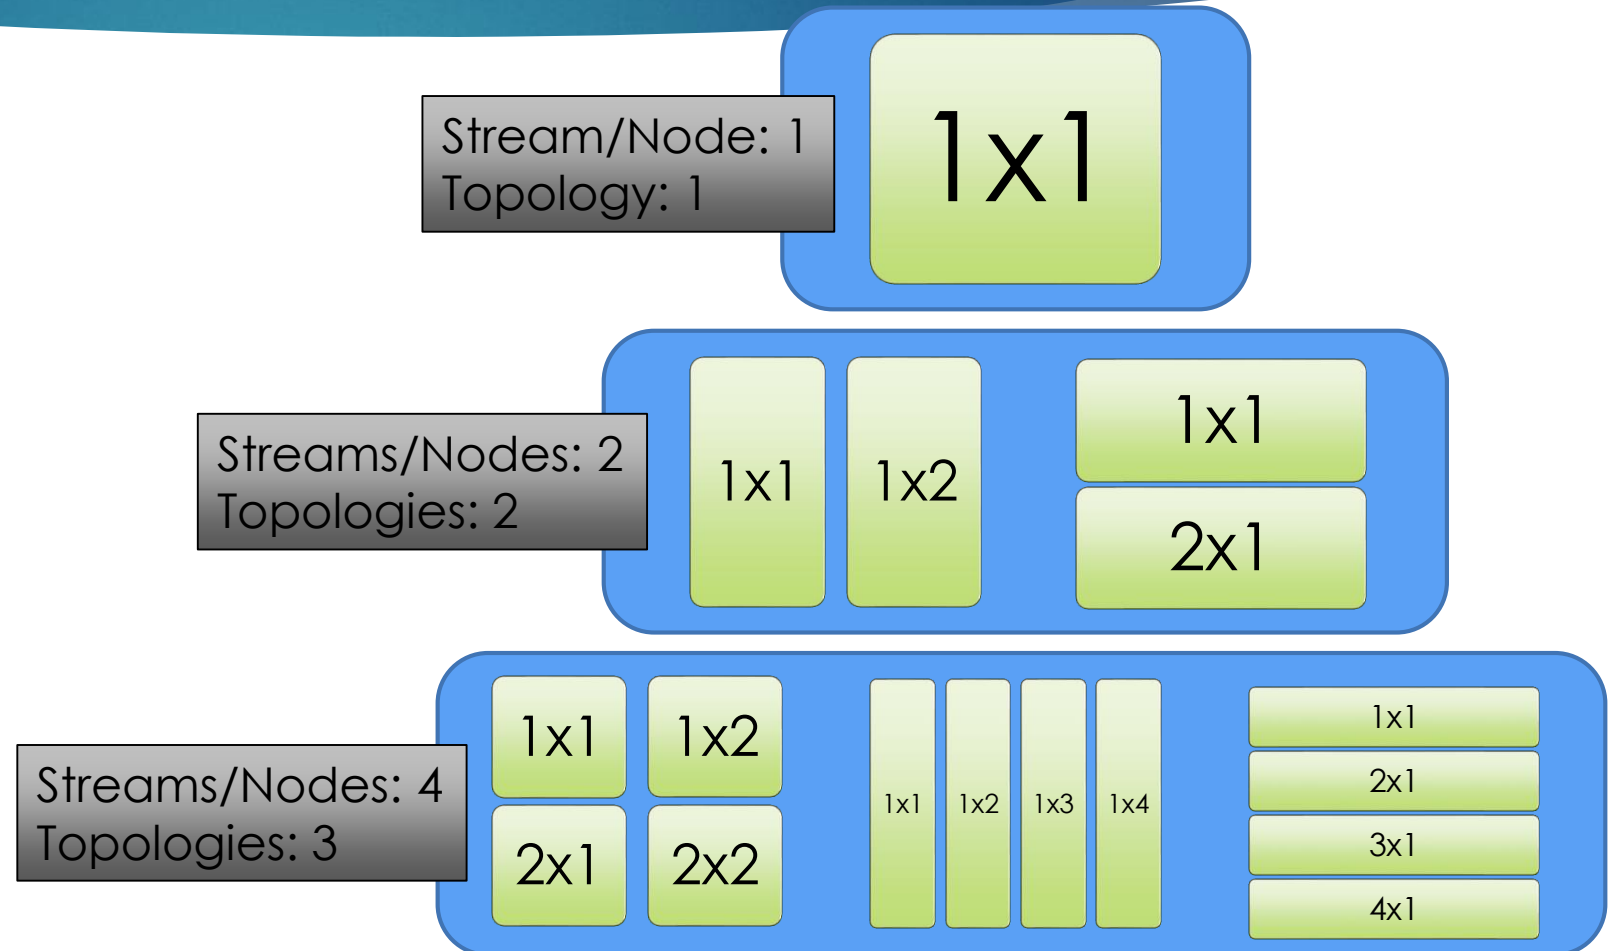 Stream/Node: 1
Topology: 1
1x1
Streams/Nodes: 2
Topologies: 2
1x1 1x2
1x1
2x1
Streams/Nodes: 4
Topologies: 3
1x1 1x2
2x1 2x2
1x1 1x2 1x3 1x4
1x1
2x1
3x1
4x1